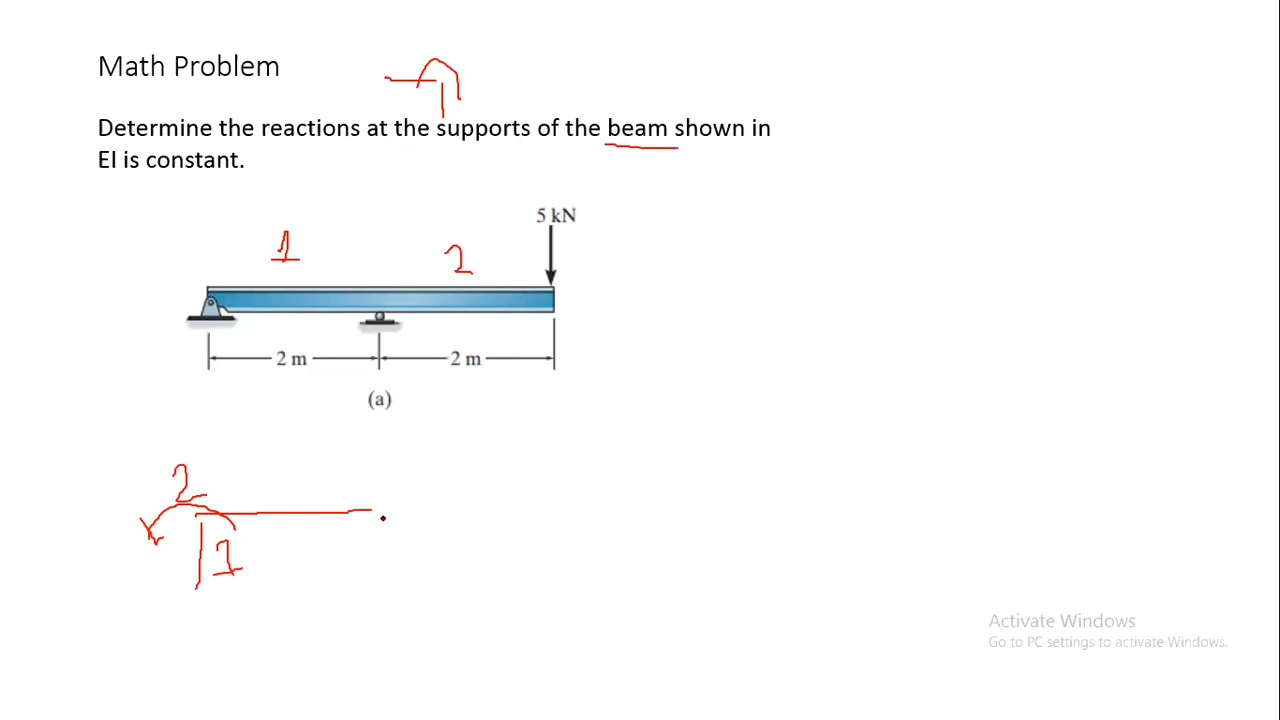 Math Problem
Determine the reactions at the supports of the beam shown in
EI is constant.
5 kN
1
2
2 m
2 m
(a)
2
1
Activate Windows
Go to PC settings to activate Windows.